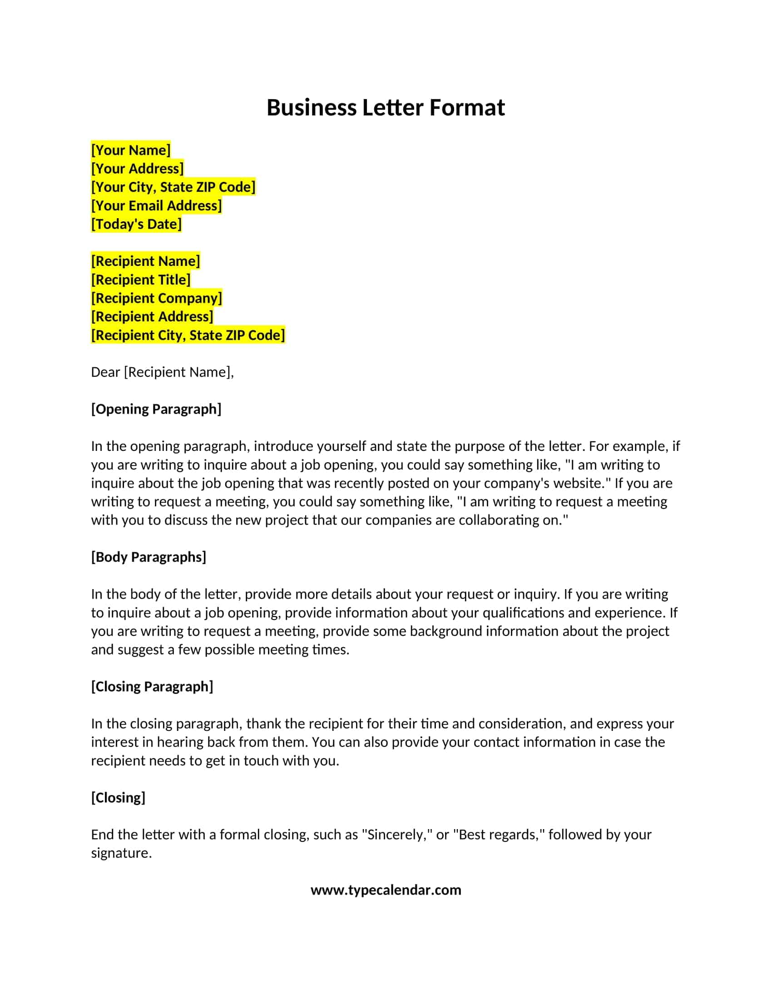 Business Letter Format
[Your Name]
[Your Address]
[Your City, State ZIP Code]
[Your Email Address]
[Today's Date]
[Recipient Name]
[Recipient Title]
[Recipient Company]
[Recipient Address]
[Recipient City, State ZIP Code]
Dear [Recipient Name],
[Opening Paragraph]
In the opening paragraph, introduce yourself and state the purpose of the letter. For example, if
you are writing to inquire about a job opening, you could say something like, "I am writing to
inquire about the job opening that was recently posted on your company's website." If you are
writing to request a meeting, you could say something like, "I am writing to request a meeting
with you to discuss the new project that our companies are collaborating on."
[Body Paragraphs]
In the body of the letter, provide more details about your request or inquiry. If you are writing
to inquire about a job opening, provide information about your qualifications and experience. If
you are writing to request a meeting, provide some background information about the project
and suggest a few possible meeting times.
[Closing Paragraph]
In the closing paragraph, thank the recipient for their time and consideration, and express your
interest in hearing back from them. You can also provide your contact information in case the
recipient needs to get in touch with you.
[Closing]
End the letter with a formal closing, such as "Sincerely," or "Best regards," followed by your
signature.
www.typecalendar.com